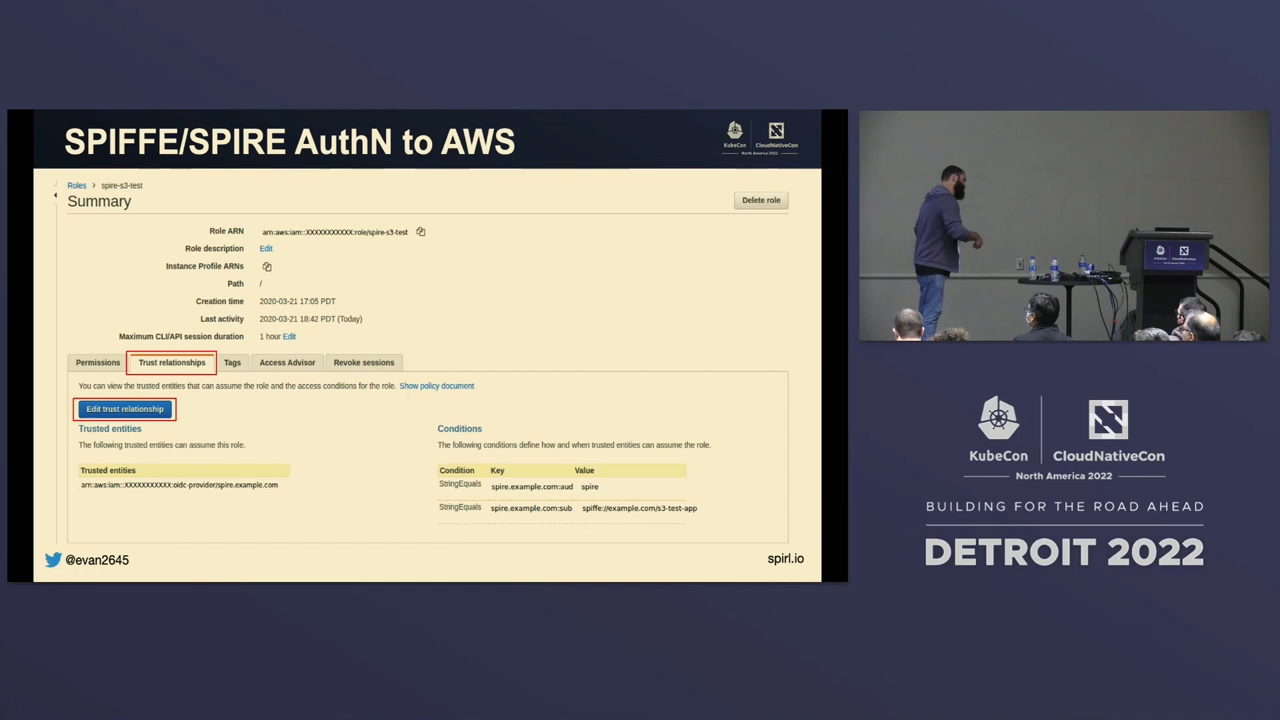 SPIFFE/SPIRE AuthN to AWS
KubeCon
CloudNativeCon
North America 2022
Roles > spire-s3-test
Summary
Delete role
Role ARN arn:aws:iam::XXXXXXXXXXX:role/spire-s3-test
Role description Edit
Instance Profile ARNs
Path /
Creation time 2020-03-21 17:05 PDT
Last activity 2020-03-21 18:42 PDT (Today)
Maximum CLI/API session duration 1 hour Edit
Permissions Trust relationships Tags Access Advisor Revoke sessions
You can view the trusted entities that can assume the role and the access conditions for the role. Show policy document
Edit trust relationship
Trusted entities
The following trusted entities can assume this role.
Trusted entities
arn:aws:iam::XXXXXXXXXXX:oidc-provider/spire.example.com
Conditions
The following conditions define how and when trusted entities can assume the role.
Condition Key Value
StringEquals spire.example.com:aud spire
StringEquals spire.example.com:sub spiffe://example.com/s3-test-app
@evan2645
spirl.io
KubeCon
CloudNativeCon
North America 2022
BUILDING FOR THE ROAD AHEAD
DETROIT 2022